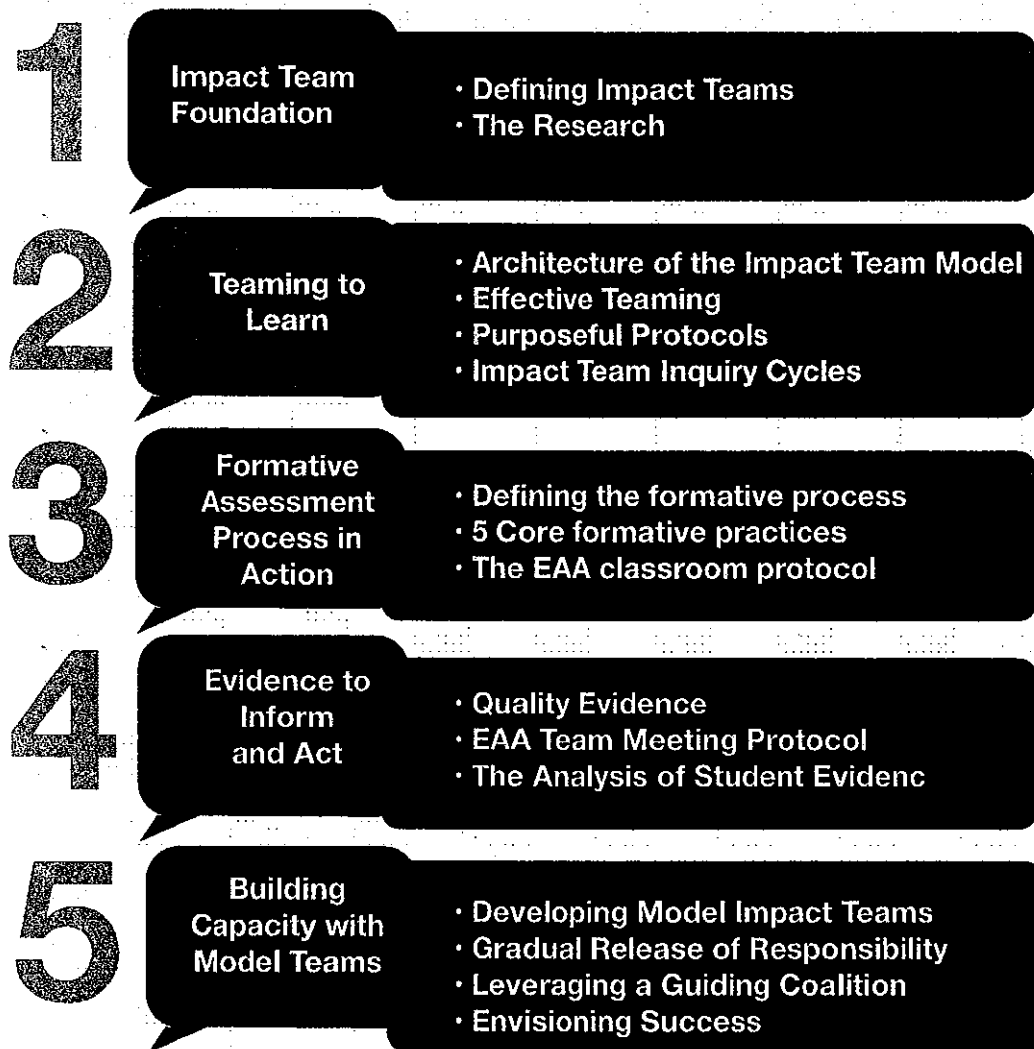 1
Impact Team
Foundation
· Defining Impact Teams
· The Research
2
Teaming to
Learn
· Architecture of the Impact Team Model
· Effective Teaming
· Purposeful Protocols
· Impact Team Inquiry Cycles
3
Formative
Assessment
Process in
Action
· Defining the formative process
· 5 Core formative practices
· The EAA classroom protocol
4
Evidence to
Inform
and Act
· Quality Evidence
· EAA Team Meeting Protocol
· The Analysis of Student Evidenc
5
Building
Capacity with
Model Teams
· Developing Model Impact Teams
· Gradual Release of Responsibility
· Leveraging a Guiding Coalition
· Envisioning Success